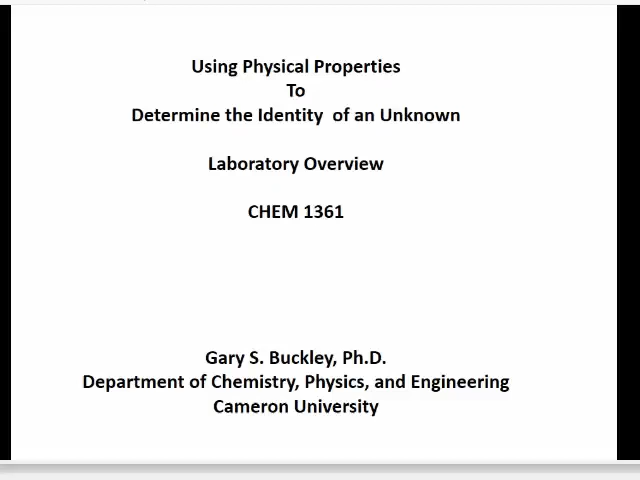 Using Physical Properties
To
Determine the Identity of an Unknown
Laboratory Overview
CHEM 1361
Gary S. Buckley, Ph.D.
Department of Chemistry, Physics, and Engineering
Cameron University